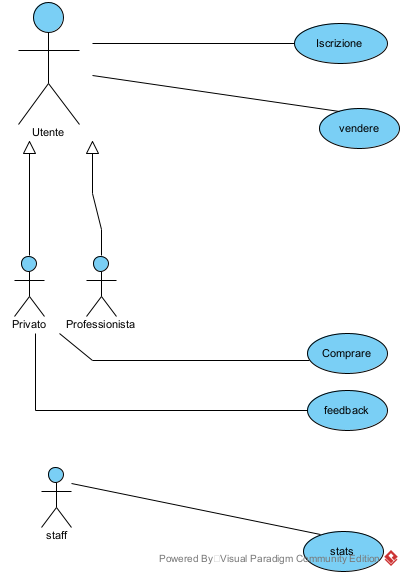 Iscrizione
vendere
Utente
Privato
Professionista
Comprare
feedback
staff
stats
Powered By Visual Paradigm Community Edition